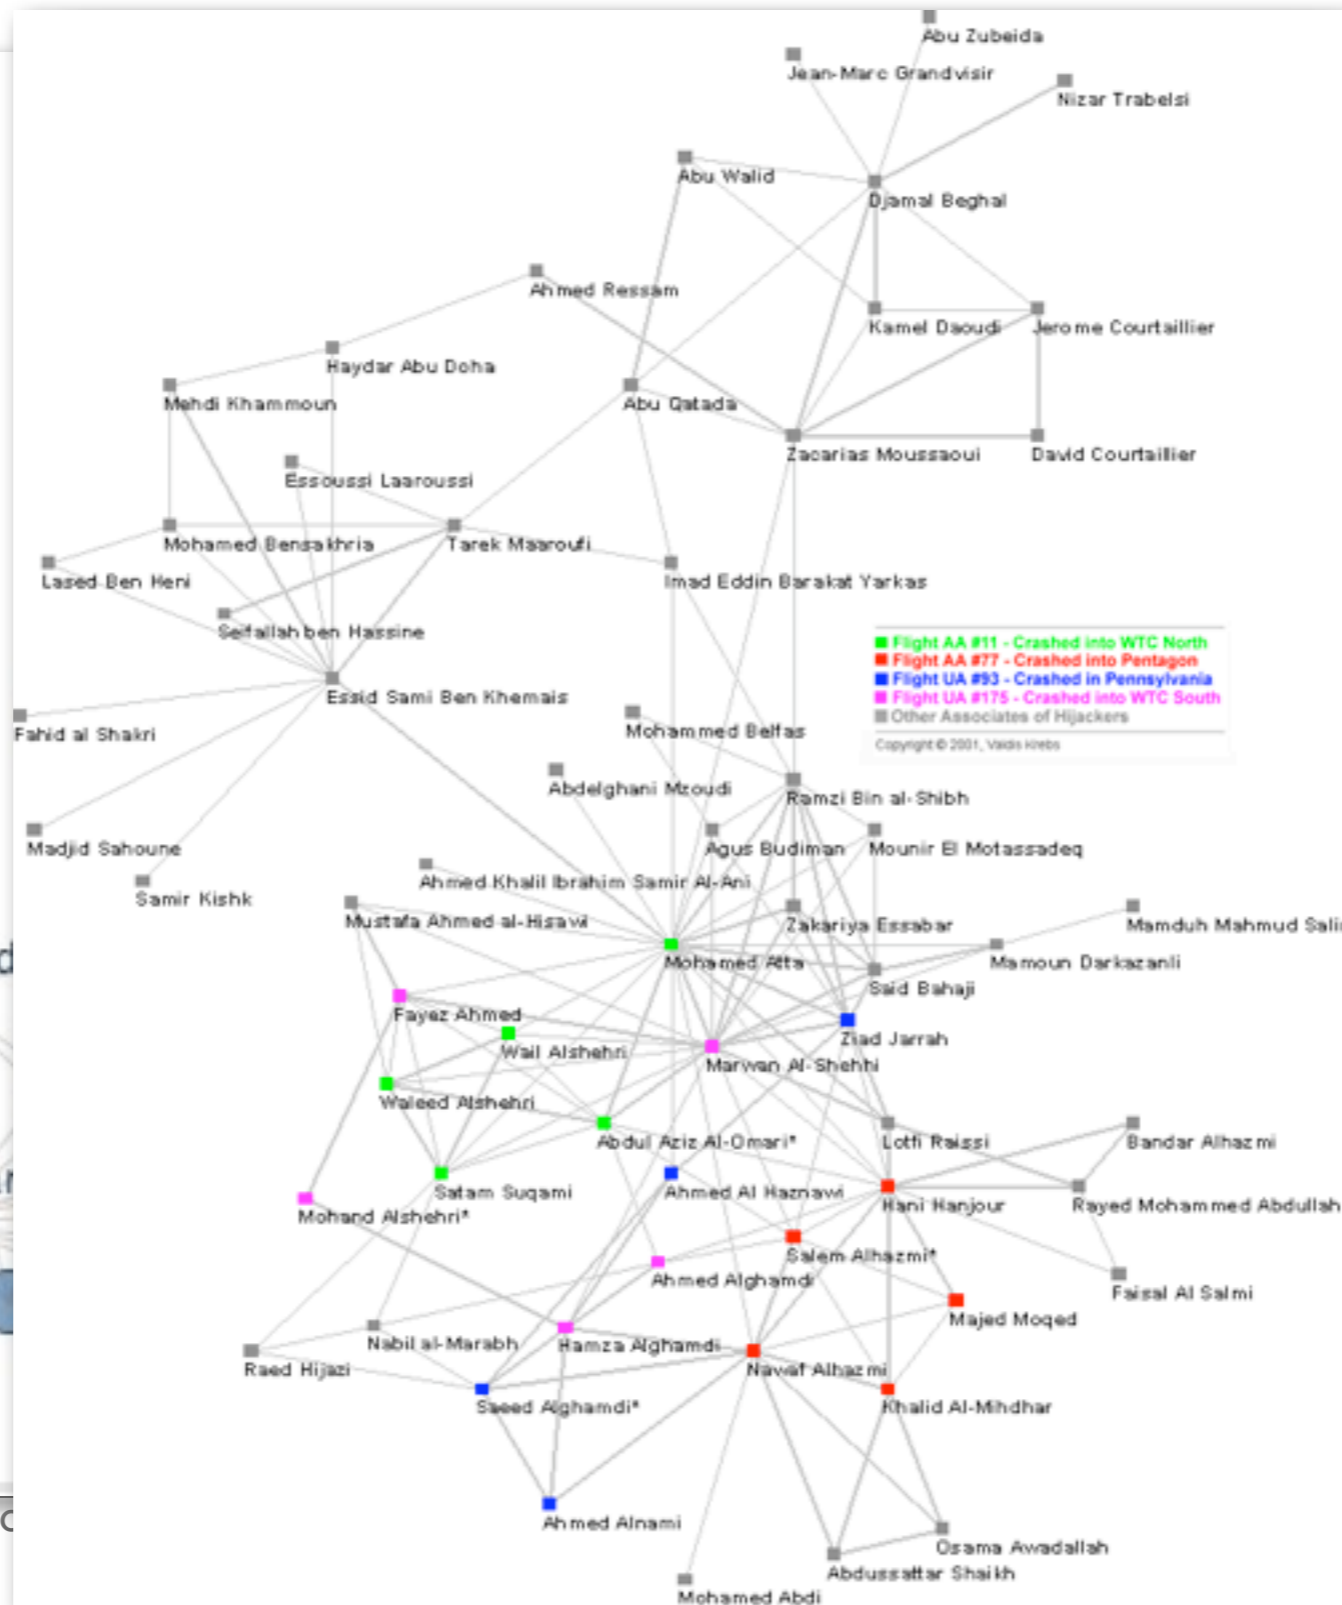 Abu Zubeida
Jean-Marc Grandvisir
Nizar Trabelsi
Abu Walid
Djamal Beghal
Ahmed Ressam
Kamel Daoudi
Jerome Courtaillier
Haydar Abu Doha
Mehdi Khammoun
Abu Qatada
Zacarias Moussaoui
David Courtaillier
Essoussi Laaroussi
Mohamed Bensakhria
Tarek Maaroufi
Lased Ben Heni
Imad Eddin Barakat Yarkas
Seifallah ben Hassine
Flight AA #11 - Crashed into WTC North
Flight AA #77 - Crashed into Pentagon
Flight UA #93 - Crashed in Pennsylvania
Flight UA #175 - Crashed into WTC South
Other Associates of Hijackers
Copyright © 2001, Valdis Krebs
Essid Sami Ben Khemais
Fahid al Shakri
Mohammed Belfas
Abdelghani Mzoudi
Ramzi Bin al-Shibh
Madjid Sahoune
Agus Budiman
Mounir El Motassadeq
Ahmed Khalil Ibrahim Samir Al-Ani
Samir Kishk
Mustafa Ahmed al-Hisawi
Zakariya Essabar
Mamduh Mahmud Sali
Mohamed Atta
Mamoun Darkazanli
Said Bahaji
Fayez Ahmed
Ziad Jarrah
Wail Alshehri
Marwan Al-Shehhi
Waleed Alshehri
Abdul Aziz Al-Omari*
Lotfi Raissi
Bandar Alhazmi
Satam Suqami
Ahmed Al Haznawi
Hani Hanjour
Rayed Mohammed Abdullah
Mohand Alshehri*
Salem Alhazmi*
Ahmed Alghamdi
Faisal Al Salmi
Majed Moqed
Nabil al-Marabh
Hamza Alghamdi
Raed Hijazi
Nawaf Alhazmi
Saeed Alghamdi*
Khalid Al-Mihdhar
Ahmed Alnami
Osama Awadallah
Abdussattar Shaikh
Mohamed Abdi